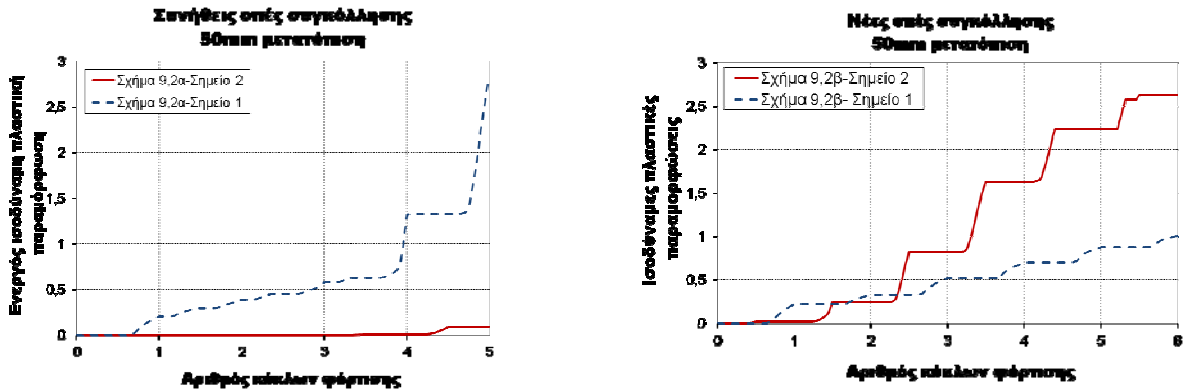 Συνήθεις οπές συγκόλλησης
50mm μετατόπιση
Ενεργός ισοδύναμη πλαστική
παραμόρφωση
3
2,5
2
1,5
1
0,5
0
Σχήμα 9,2α-Σημείο 2
Σχήμα 9,2α-Σημείο 1
0 1 2 3 4 5
Αριθμός κύκλων φόρτισης
Νέες οπές συγκόλλησης
50mm μετατόπιση
Ισοδύναμες πλαστικές
παραμορφώσεις
3
2,5
2
1,5
1
0,5
0
Σχήμα 9,2β-Σημείο 2
Σχήμα 9,2β- Σημείο 1
0 1 2 3 4 5 6
Αριθμός κύκλων φόρτισης